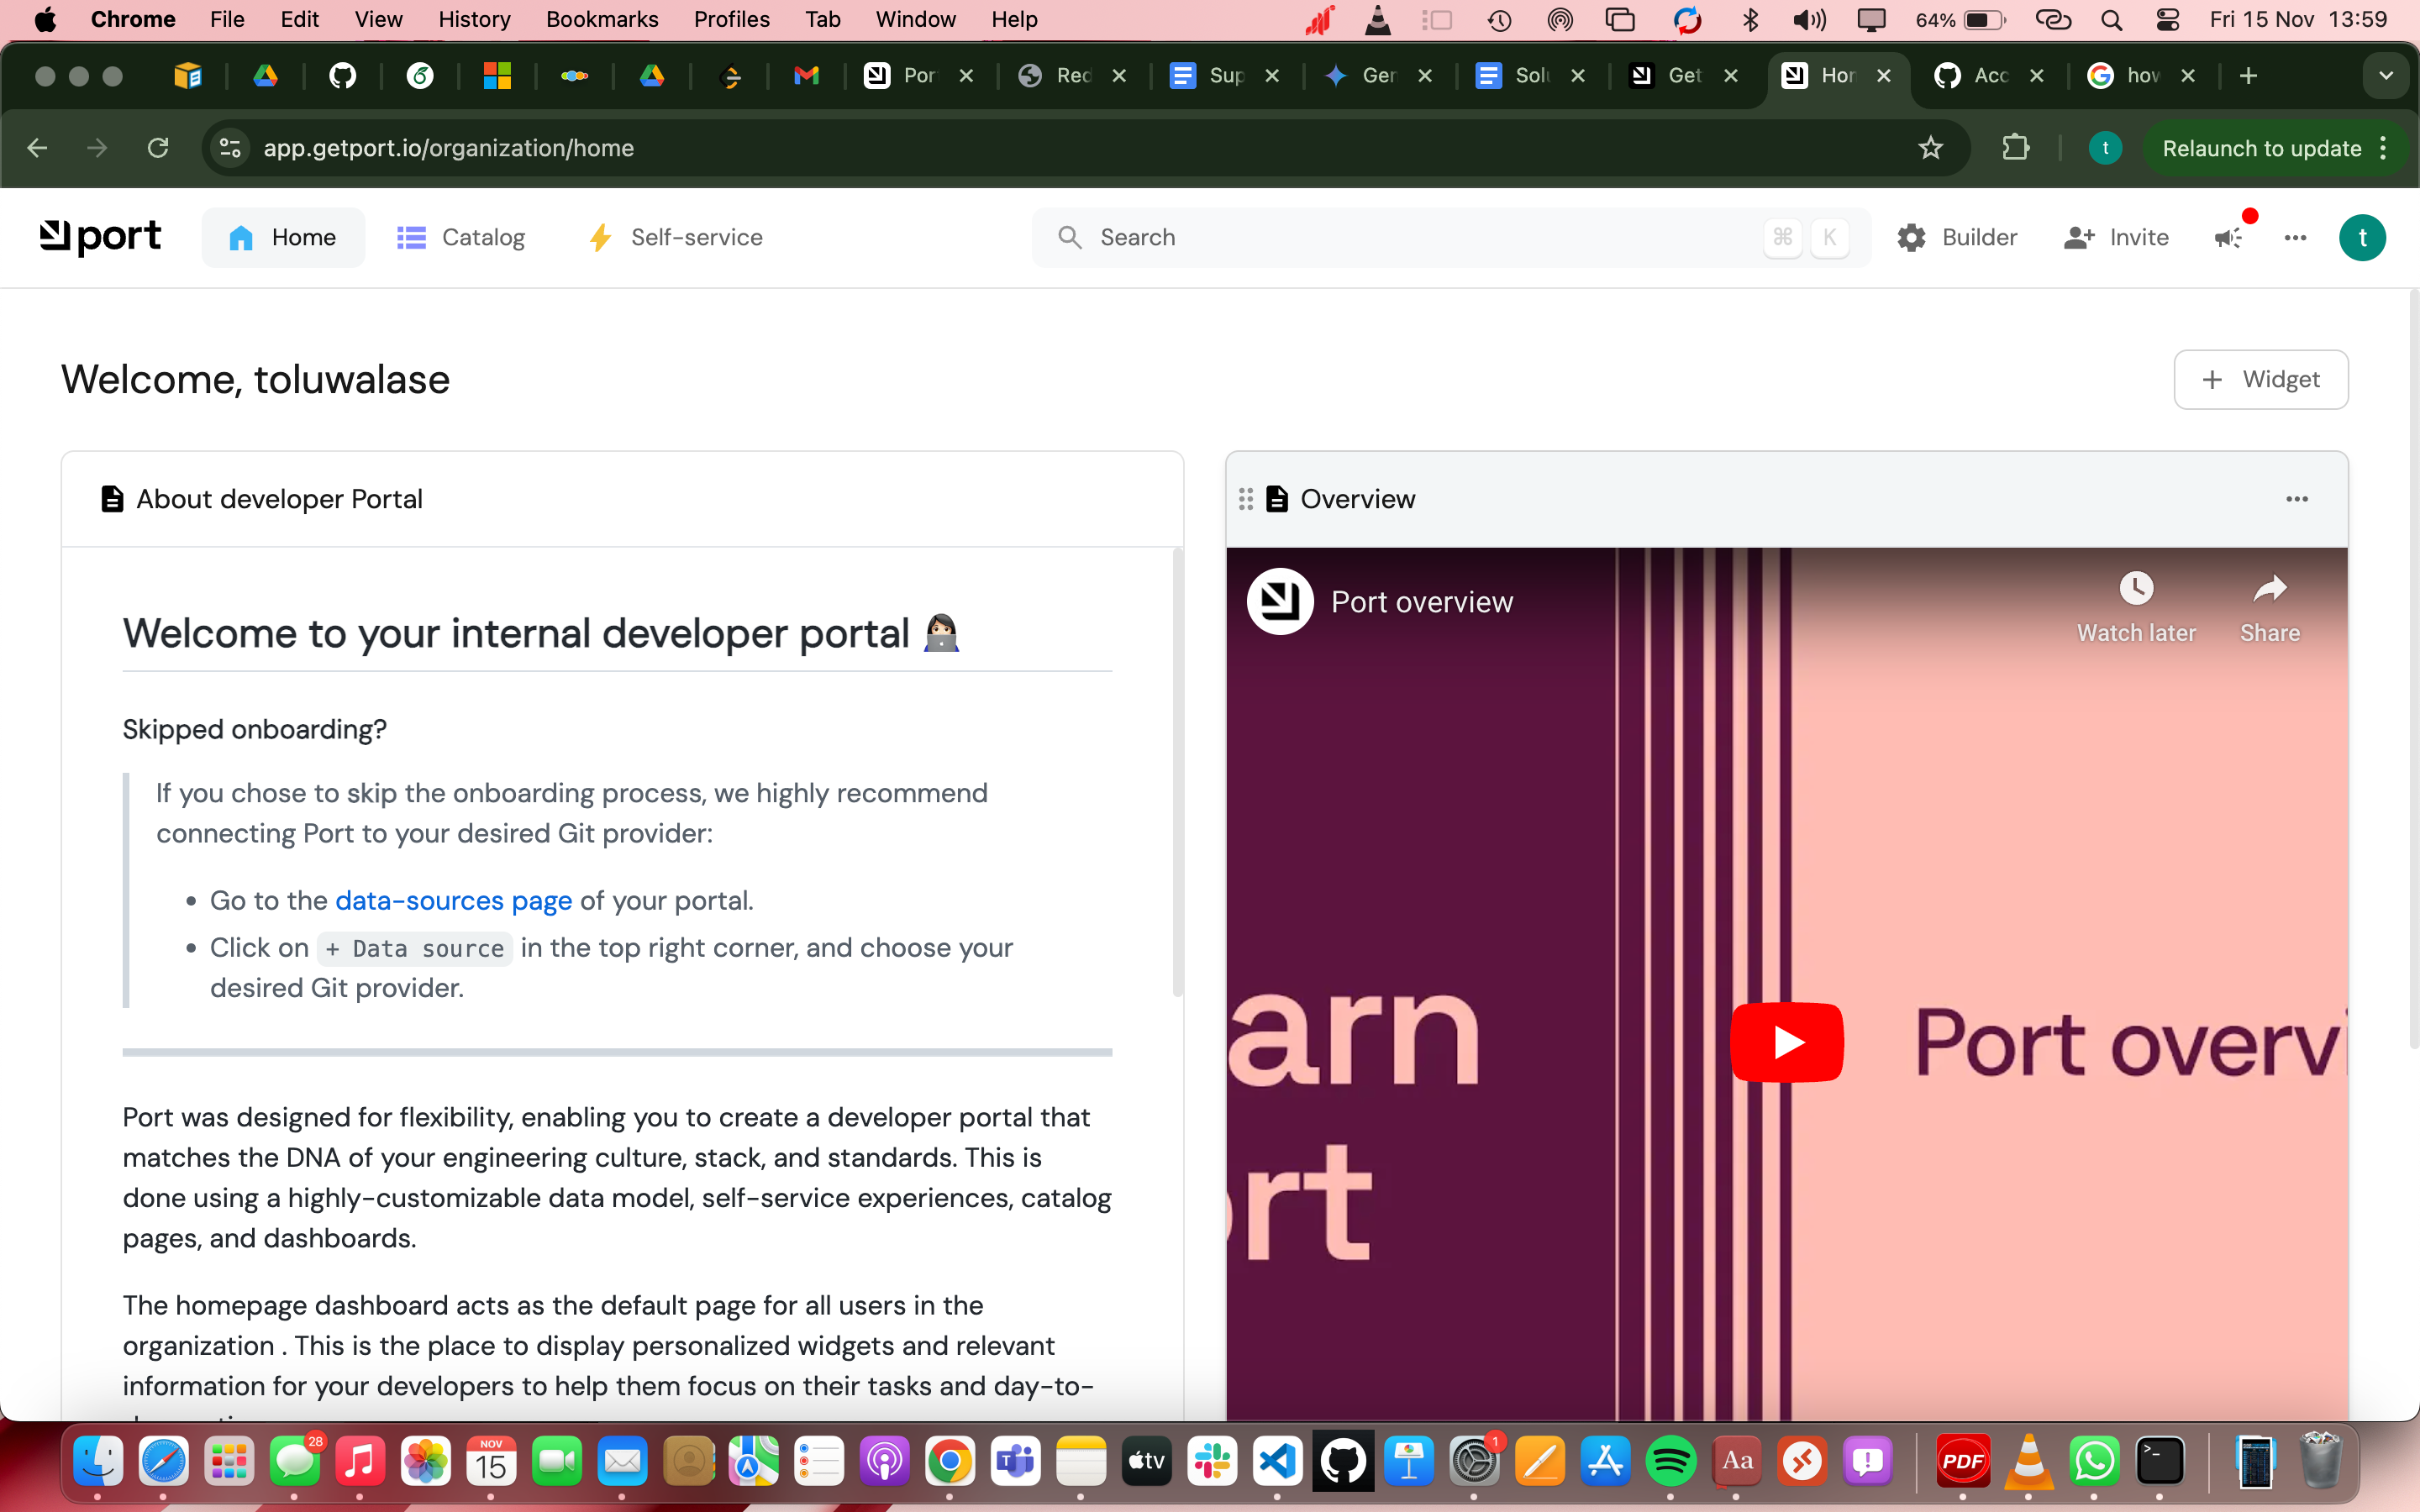 Chrome File Edit View History Bookmarks Profiles Tab Window Help 64% Fri 15 Nov 13:59
Por Red Sup Ger Solu Get Hor Acc how
app.getport.io/organization/home t Relaunch to update
port Home Catalog Self-service Search ⌘ K Builder Invite t
Welcome, toluwalase
+ Widget
About developer Portal
Welcome to your internal developer portal
Skipped onboarding?
If you chose to skip the onboarding process, we highly recommend
connecting Port to your desired Git provider:
• Go to the data-sources page of your portal.
• Click on + Data source in the top right corner, and choose your
desired Git provider.
Port was designed for flexibility, enabling you to create a developer portal that
matches the DNA of your engineering culture, stack, and standards. This is
done using a highly-customizable data model, self-service experiences, catalog
pages, and dashboards.
The homepage dashboard acts as the default page for all users in the
organization . This is the place to display personalized widgets and relevant
information for your developers to help them focus on their tasks and day-to-
Overview
Port overview
Watch later
Share
arn
ort
Port overvi
28
NOV
15
tv
1
Aa
PDF